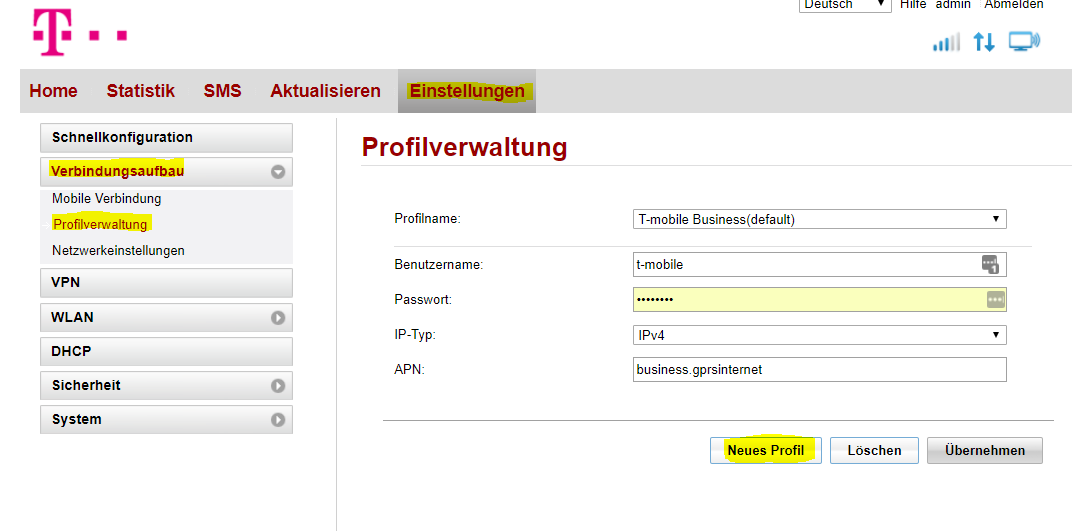 T
Deutsch Hilfe admin Abmelden
Home Statistik SMS Aktualisieren Einstellungen
Schnellkonfiguration
Verbindungsaufbau
Mobile Verbindung
Profilverwaltung
Netzwerkeinstellungen
VPN
WLAN
DHCP
Sicherheit
System
Profilverwaltung
Profilname: T-mobile Business(default)
Benutzername: t-mobile
Passwort: ••••••••
IP-Typ: IPv4
APN: business.gprsinternet
Neues Profil Löschen Übernehmen